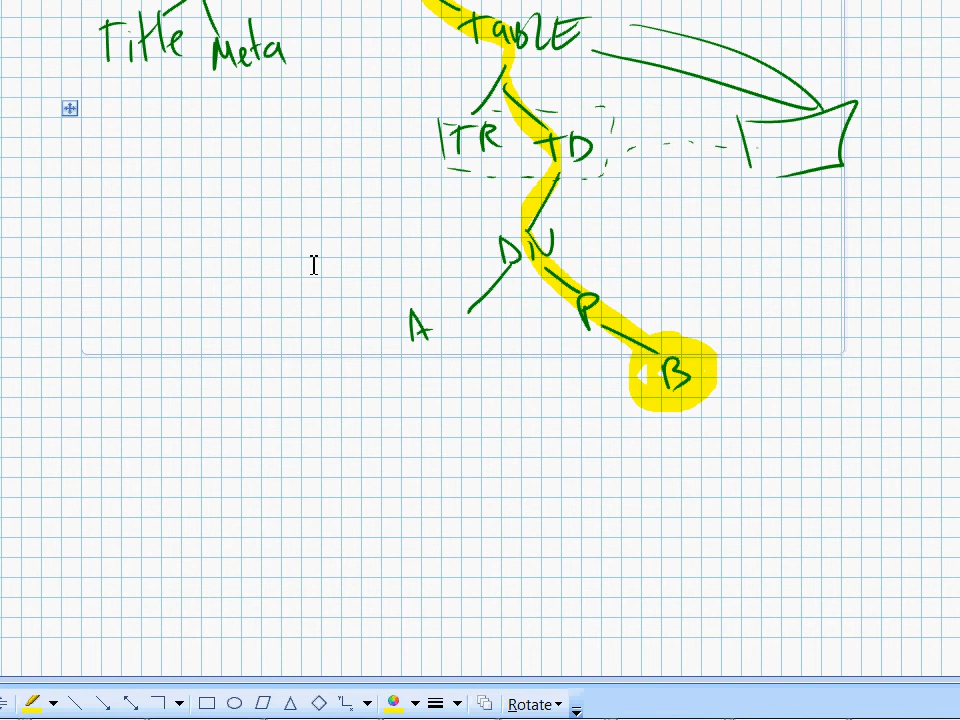 Title Meta
tabLE
TR TD
DIV
A
P
B
Rotate